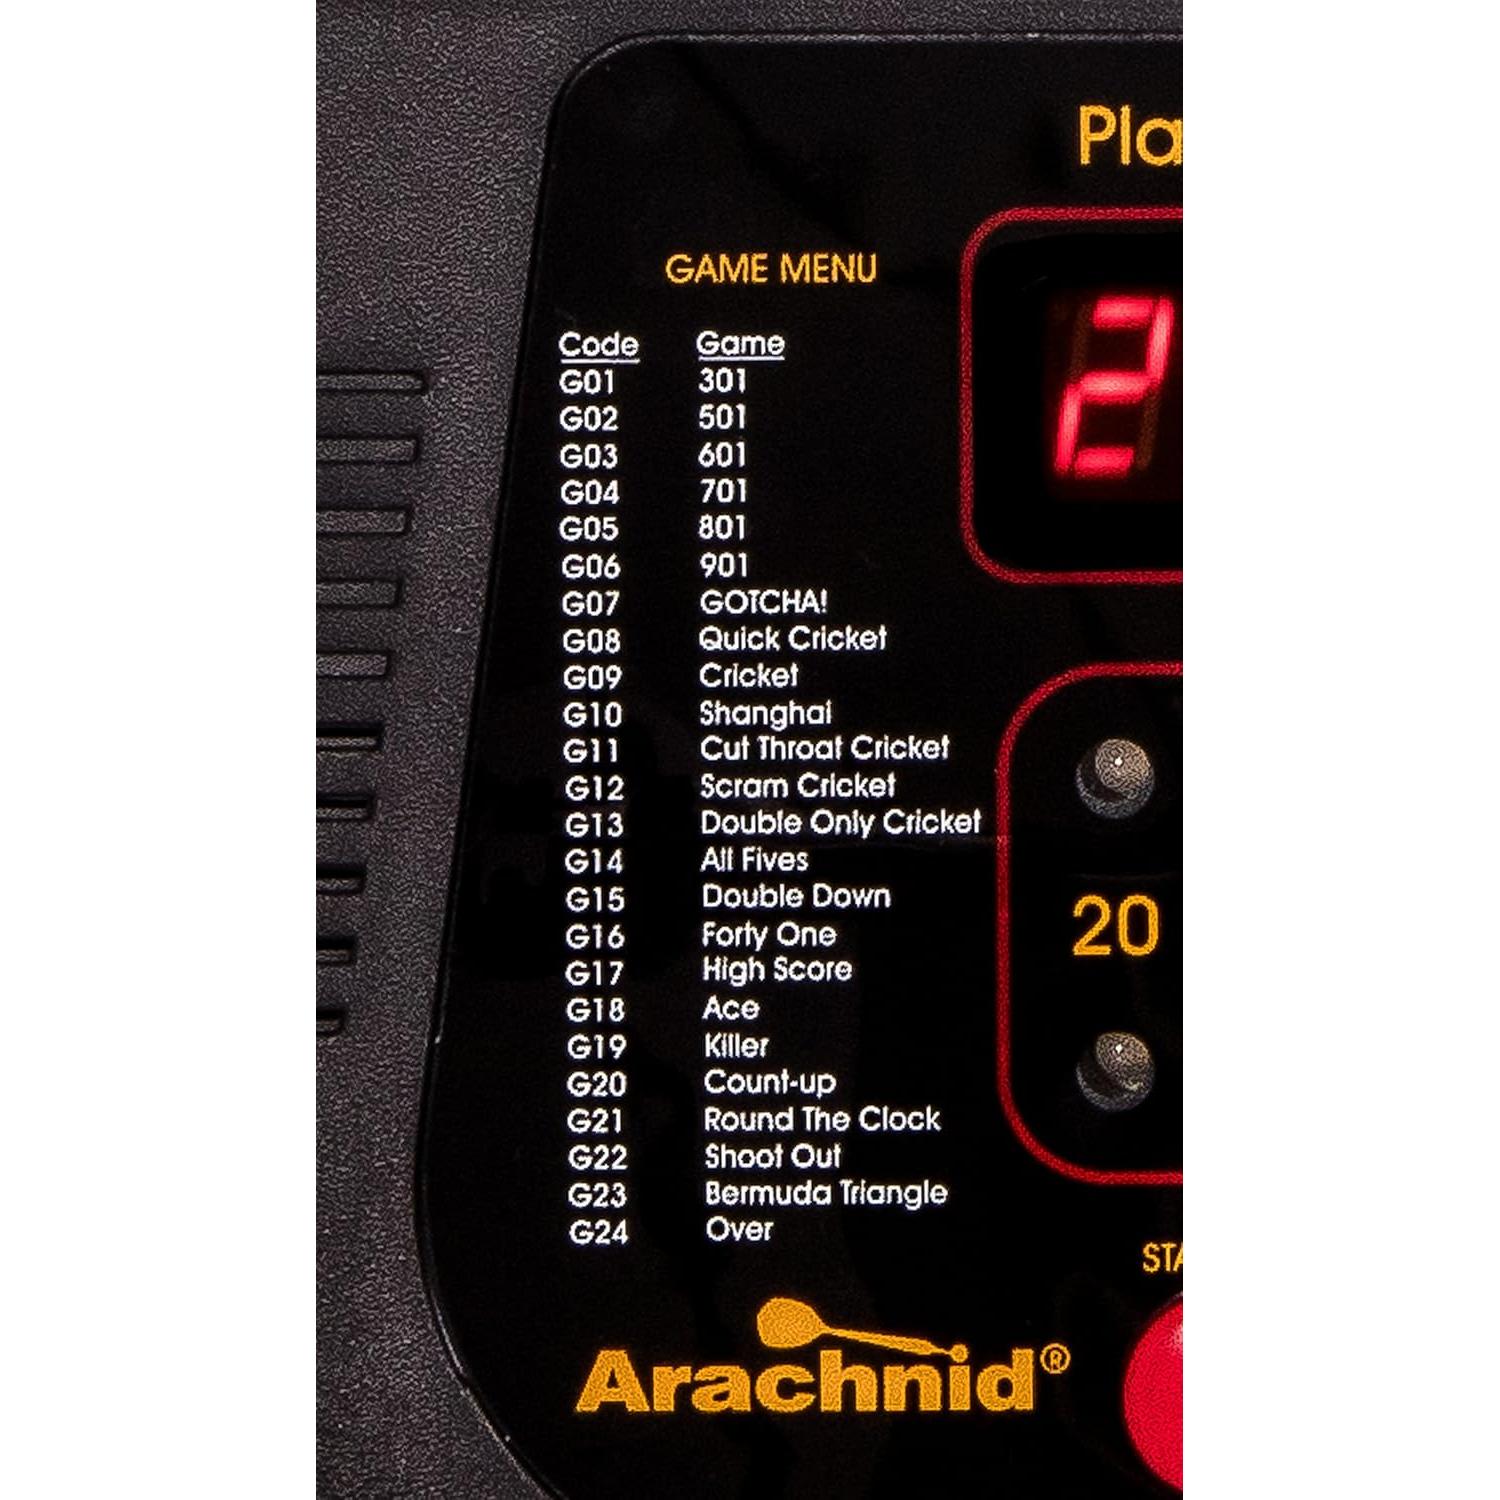 Pla
GAME MENU
Code Game
G01 301
G02 501
G03 601
G04 701
G05 801
G06 901
G07 GOTCHA!
G08 Quick Cricket
G09 Cricket
G10 Shanghai
G11 Cut Throat Cricket
G12 Scram Cricket
G13 Double Only Cricket
G14 All Fives
G15 Double Down
G16 Forty One
G17 High Score
G18 Ace
G19 Killer
G20 Count-up
G21 Round The Clock
G22 Shoot Out
G23 Bermuda Triangle
G24 Over
2
20
STA
Arachnid®